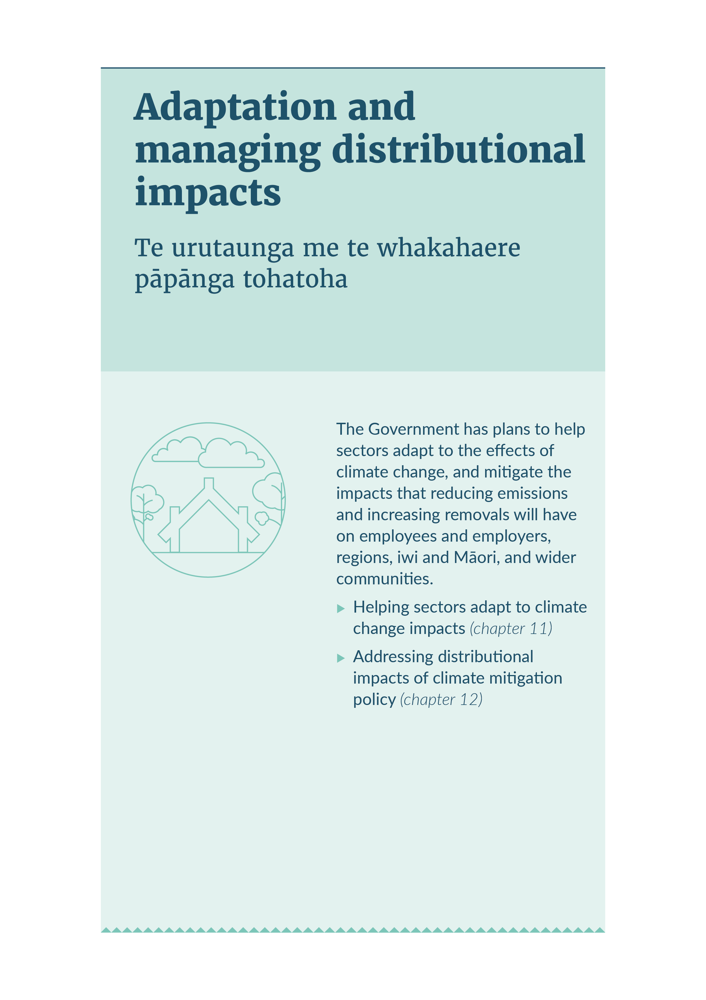 Adaptation and
managing distributional
impacts
Te urutaunga me te whakahaere
pāpānga tohatoha
The Government has plans to help
sectors adapt to the effects of
climate change, and mitigate the
impacts that reducing emissions
and increasing removals will have
on employees and employers,
regions, iwi and Māori, and wider
communities.
Helping sectors adapt to climate
change impacts (chapter 11)
Addressing distributional
impacts of climate mitigation
policy (chapter 12)